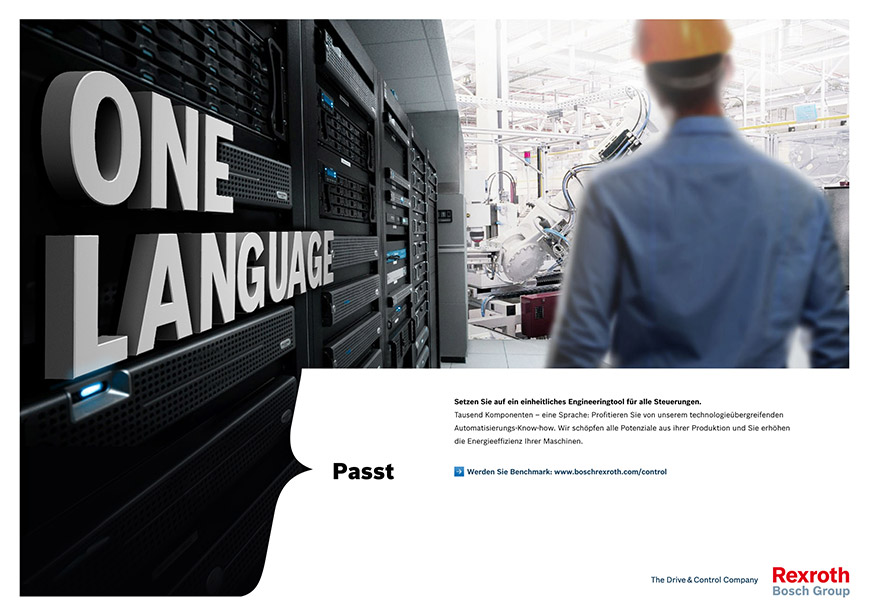 ONE
LANGUAGE
Passt
Setzen Sie auf ein einheitliches Engineeringtool für alle Steuerungen.
Tausend Komponenten – eine Sprache: Profitieren Sie von unserem technologieübergreifenden
Automatisierungs-Know-how. Wir schöpfen alle Potenziale aus ihrer Produktion und Sie erhöhen
die Energieeffizienz Ihrer Maschinen.
Werden Sie Benchmark: www.boschrexroth.com/control
The Drive & Control Company
Rexroth
Bosch Group